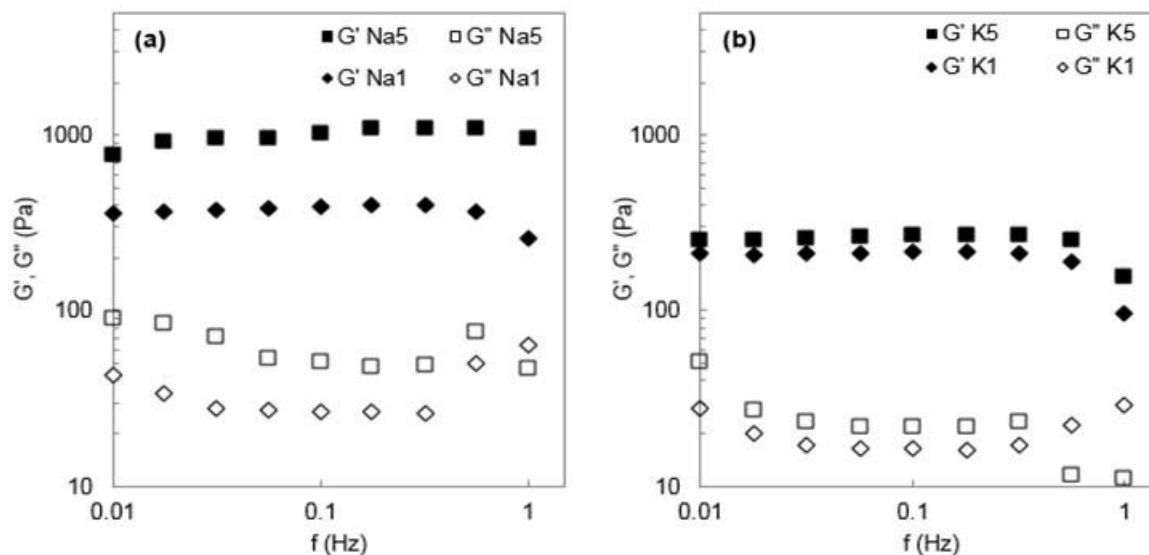 (a)
G' Na5 G" Na5
G' Na1 G" Na1
1000
100
10
G', G" (Pa)
0.01 0.1 1
f (Hz)
(b)
G' K5 G" K5
G' K1 G" K1
1000
100
10
G', G" (Pa)
0.01 0.1 1
f (Hz)